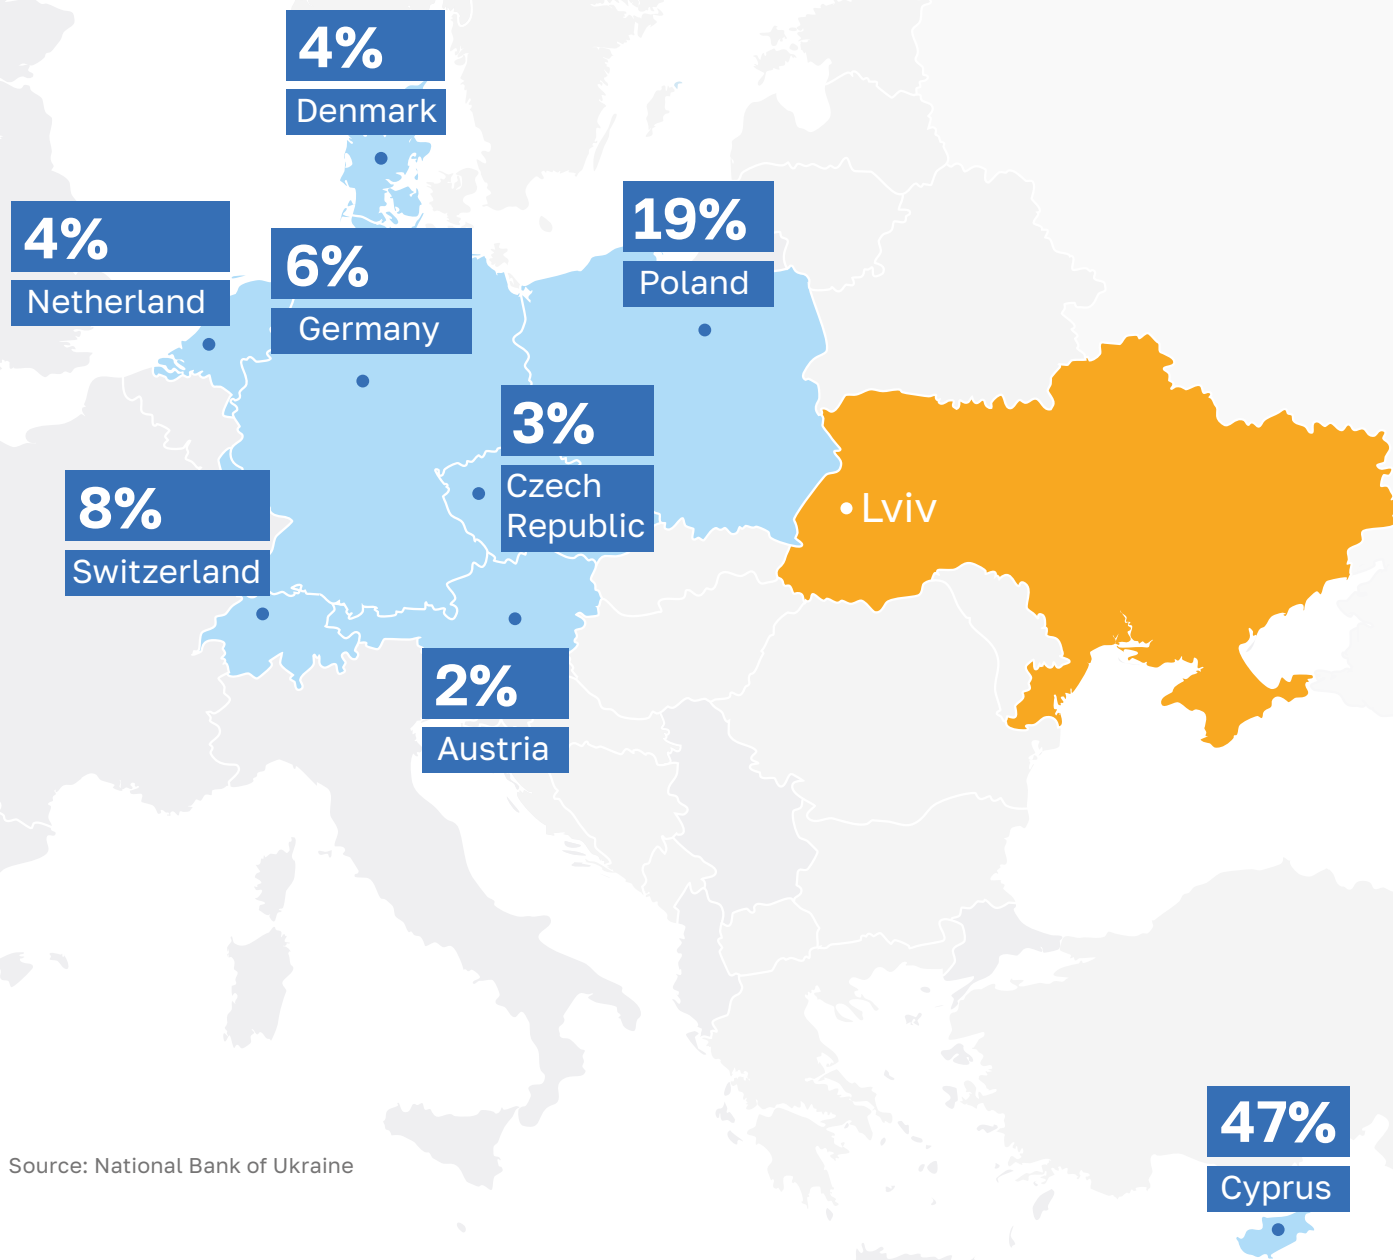 4%
Denmark
4%
Netherland
6%
Germany
19%
Poland
3%
Czech
Republic
8%
Switzerland
Lviv
2%
Austria
47%
Cyprus
Source: National Bank of Ukraine